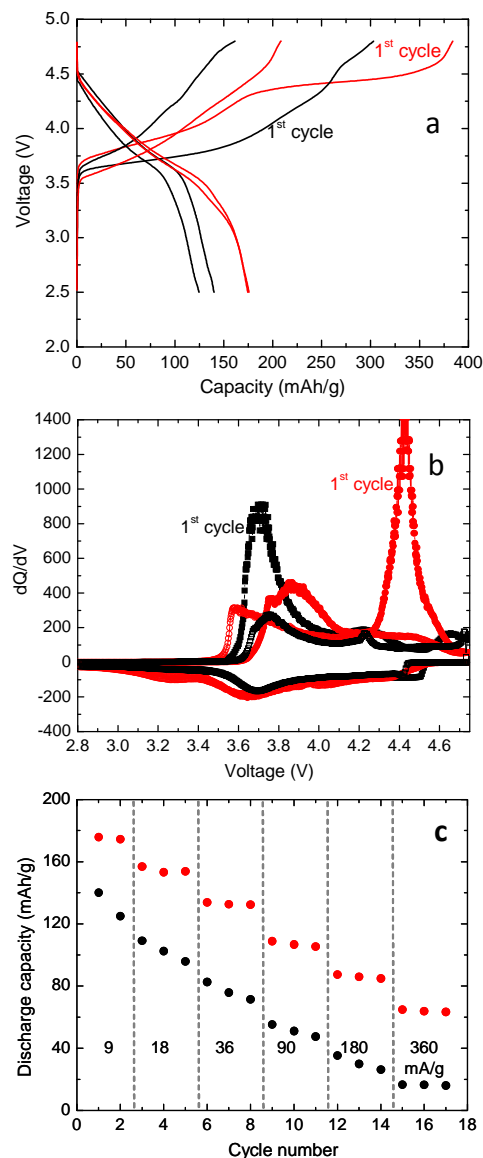 5.0
4.5
4.0
3.5
3.0
2.5
2.0
Voltage (V)
1st cycle
1st cycle
a
0 50 100 150 200 250 300 350 400
Capacity (mAh/g)
1400
1200
1000
800
600
400
200
0
-200
-400
dQ/dV
b
1st cycle
1st cycle
2.8 3.0 3.2 3.4 3.6 3.8 4.0 4.2 4.4 4.6
Voltage (V)
200
160
120
80
40
0
Discharge capacity (mAh/g)
c
9 18 36 90 180 360
mA/g
0 2 4 6 8 10 12 14 16 18
Cycle number